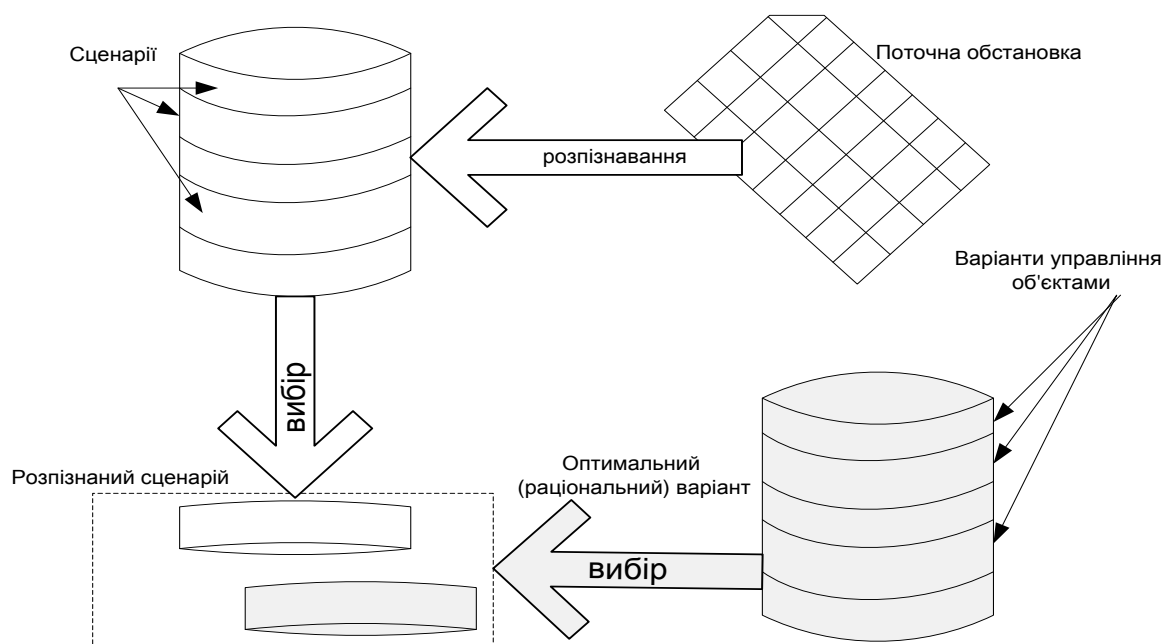 Сценарії
Поточна обстановка
розпізнавання
Варіанти управління
об'єктами
вибір
Розпізнаний сценарій
Оптимальний
(раціональний) варіант
вибір